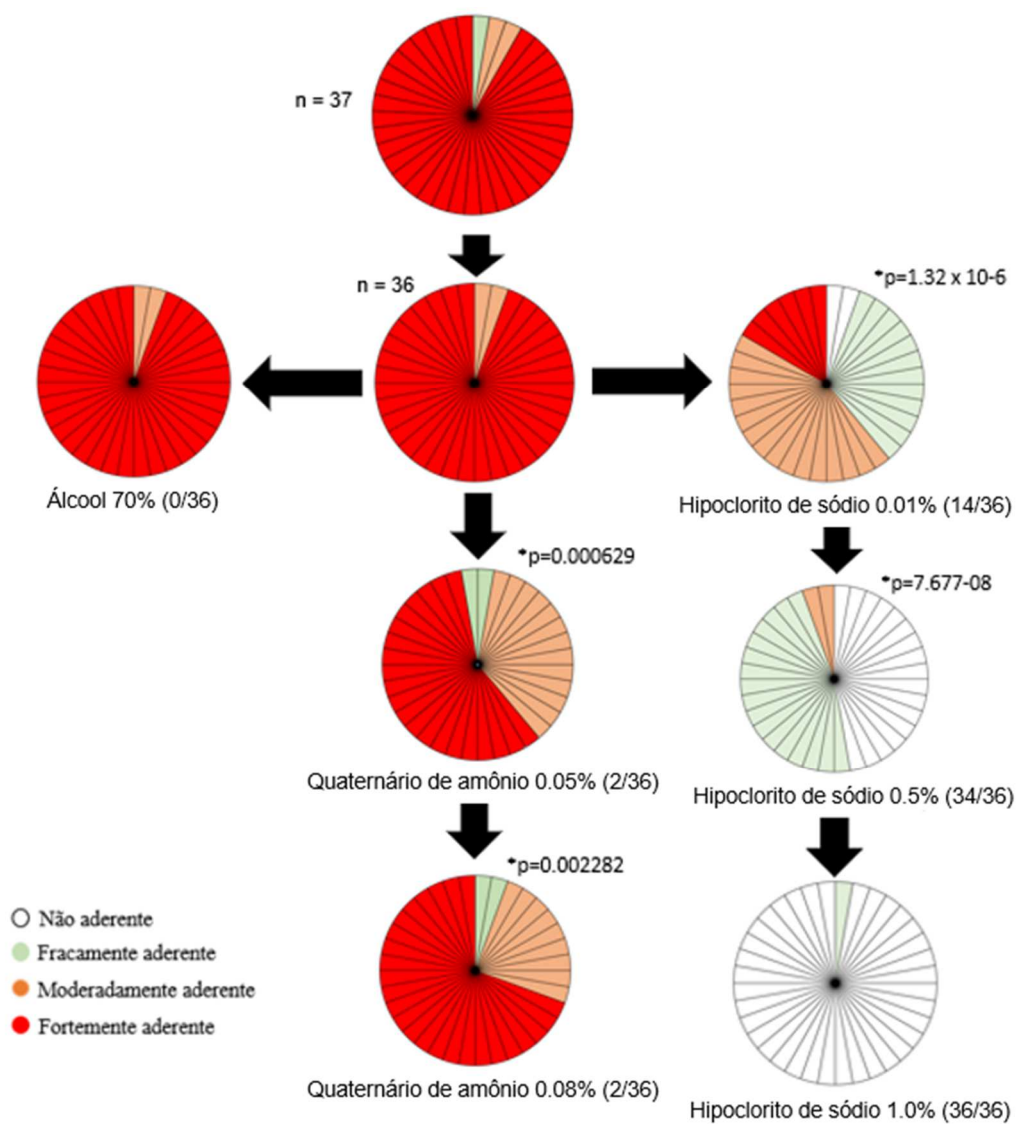 n = 37
n = 36
*p=1.32 x 10-6
Álcool 70% (0/36)
Hipoclorito de sódio 0.01% (14/36)
*p=0.000629
*p=7.677-08
Quaternário de amônio 0.05% (2/36)
Hipoclorito de sódio 0.5% (34/36)
*p=0.002282
Não aderente
Fracamente aderente
Moderadamente aderente
Fortemente aderente
Quaternário de amônio 0.08% (2/36)
Hipoclorito de sódio 1.0% (36/36)